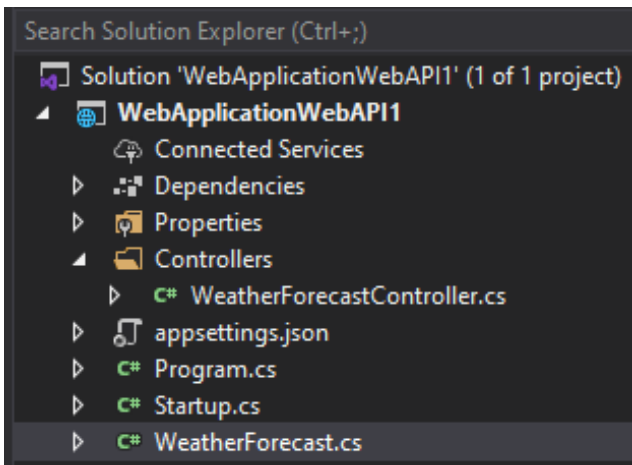 Search Solution Explorer (Ctrl+;)
Solution 'WebApplicationWebAPI1' (1 of 1 project)
WebApplicationWebAPI1
Connected Services
Dependencies
Properties
Controllers
C# WeatherForecastController.cs
appsettings.json
C# Program.cs
C# Startup.cs
C# WeatherForecast.cs